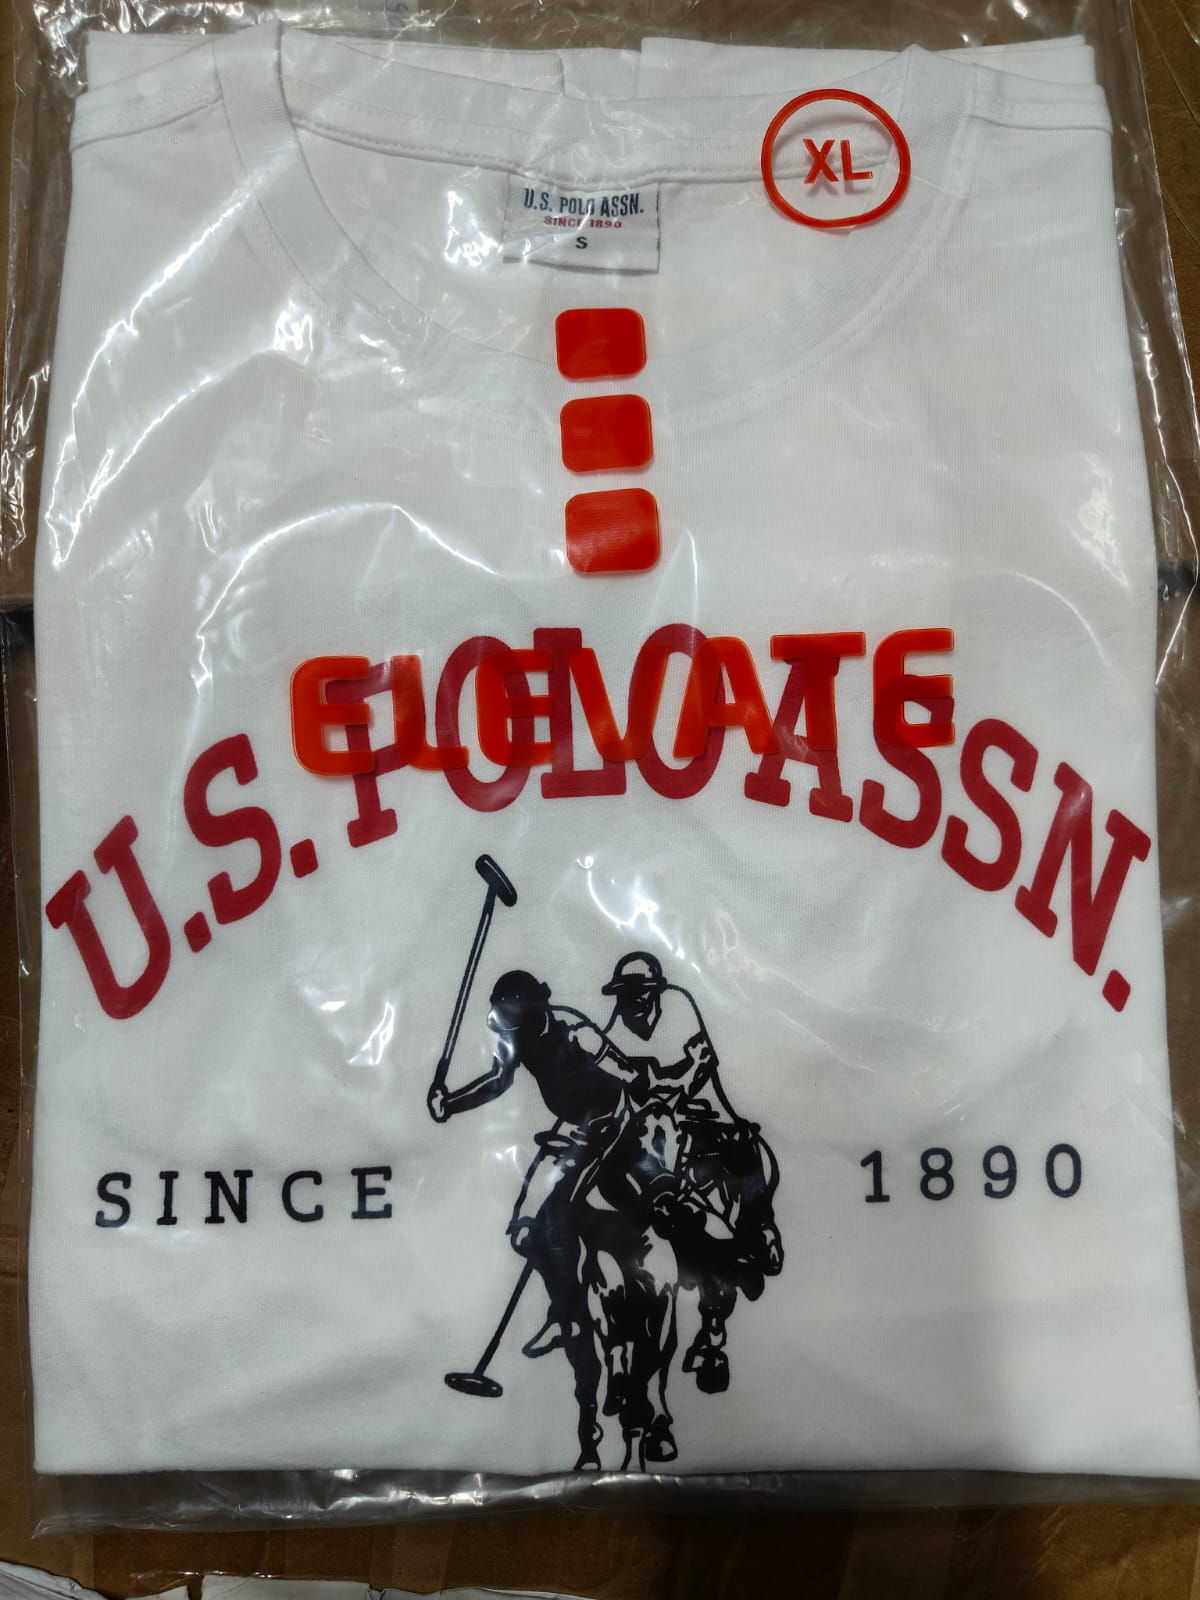 XL
U.S. POLO ASSN.
SINCE 1890
S
ELEVATE
U.S. POLO ASSN.
SINCE 1890